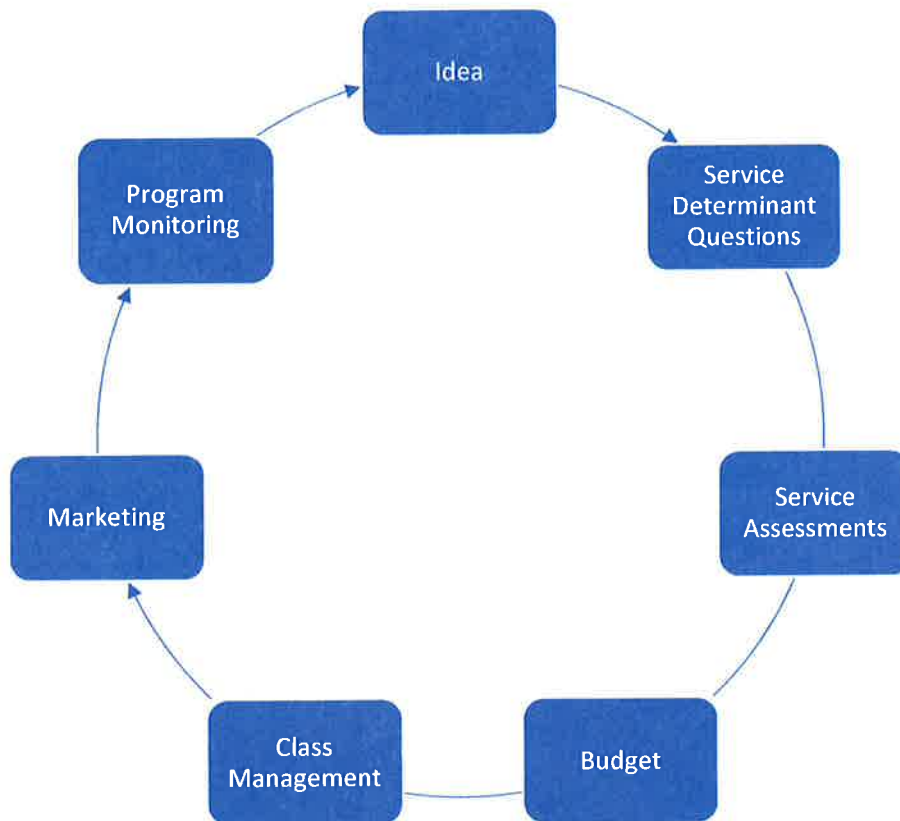 Idea
Service
Determinant
Questions
Service
Assessments
Budget
Class
Management
Marketing
Program
Monitoring